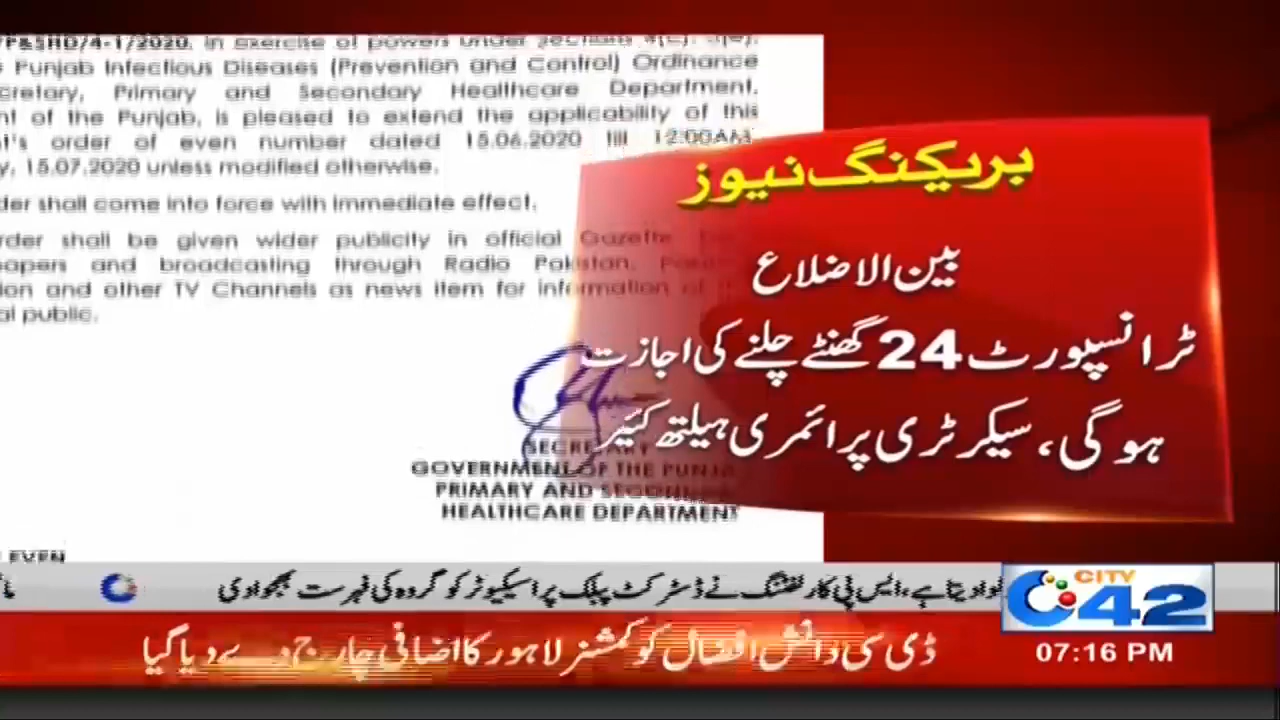 P&SHD/4-1/2020, in exercise of powers under Sections
Punjab Infectious Diseases (Prevention and Control) Ordinance
cretary, Primary and Secondary Healthcare Department,
nt of the Punjab, is pleased to extend the applicability of this
t's order of even number dated 15.06.2020 till 12:00AM
y, 15.07.2020 unless modified otherwise.
der shall come into force with immediate effect.
rder shall be given wider publicity in official Gazette,
papers and broadcasting through Radio Pakistan,
ion and other TV Channels as news item for information of
al public.
SECRETARY
GOVERNMENT OF THE PUNJAB
PRIMARY AND
HEALTHCARE DEPARTMENT
EVEN
بریکنگ نیوز
بین الاضلاع
ٹرانسپورٹ 24 گھنٹے چلنے کی اجازت
ہوگی، سیکرٹری پرائمری ہیلتھ کئیر
دیتا ہے، ایس پی کار لفٹنگ نے ڈسٹرکٹ پبلک پراسیکیوٹر کو گروہ کی فہرست بھجوادی
CITY
42
ڈی سی دانش افضال کو کمشنر لاہور کا اضافی چارج دے دیا گیا
07:16 PM